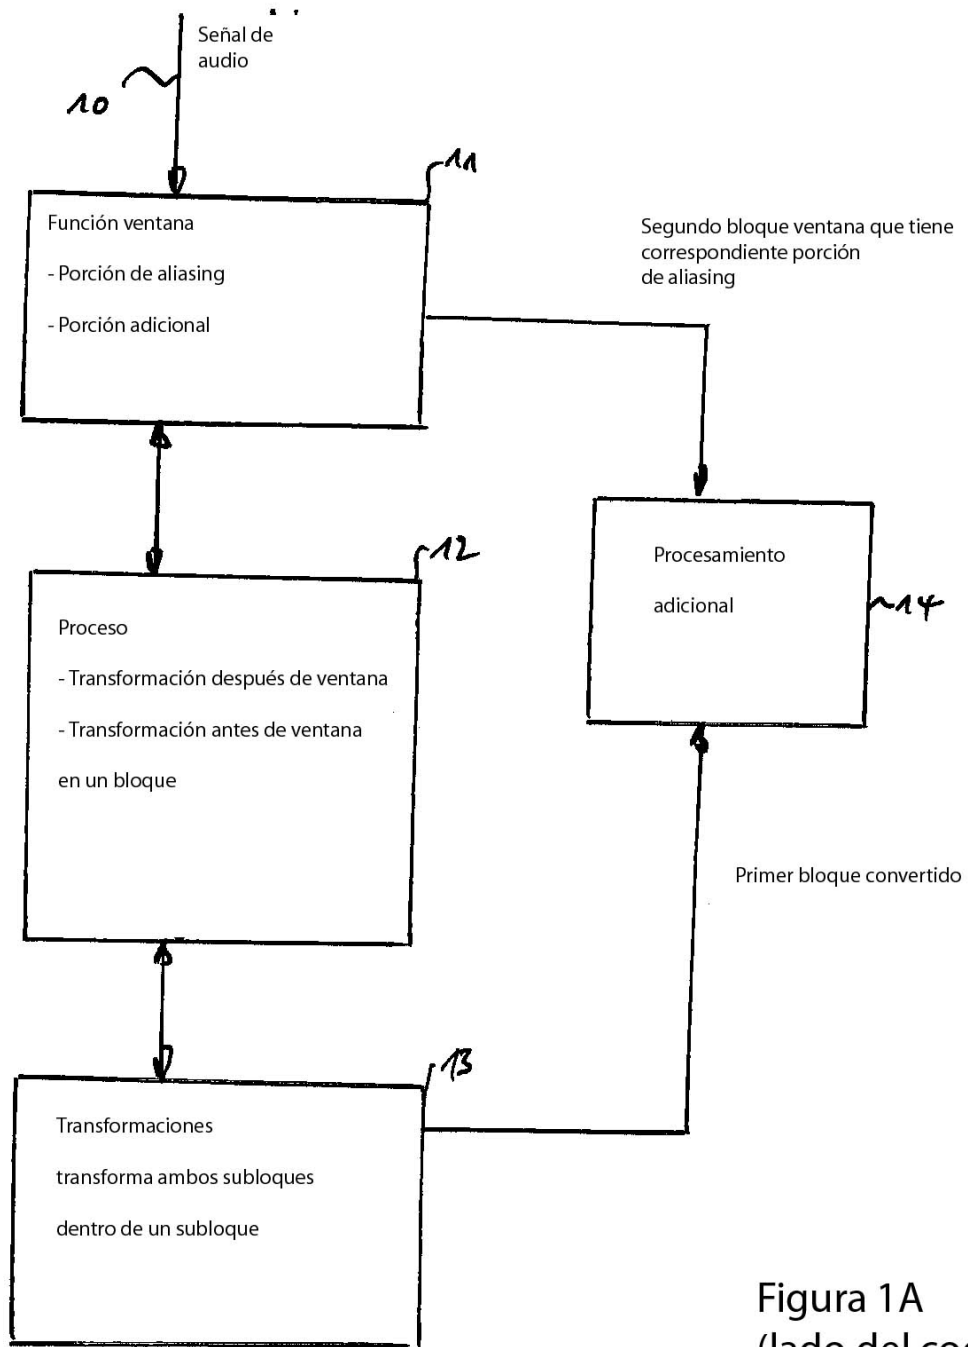 Señal de
audio
10
11
Función ventana
- Porción de aliasing
- Porción adicional
Segundo bloque ventana que tiene
correspondiente porción
de aliasing
12
Proceso
- Transformación después de ventana
- Transformación antes de ventana
en un bloque
Procesamiento
adicional
14
Primer bloque convertido
13
Transformaciones
transforma ambos subloques
dentro de un subloque
Figura 1A
(lado del